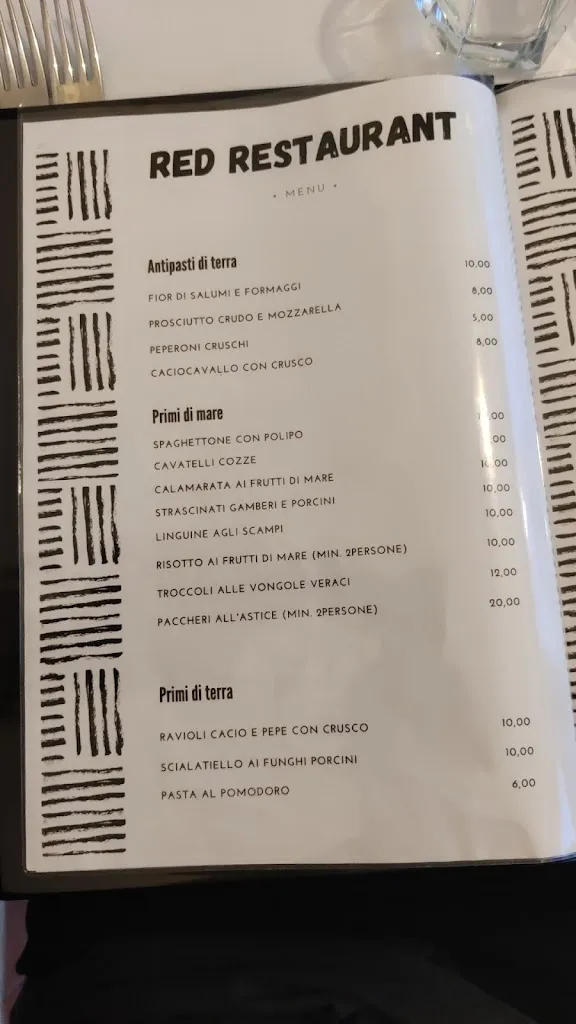 RED RESTAURANT
• MENU •
Antipasti di terra
FIOR DI SALUMI E FORMAGGI 10,00
PROSCIUTTO CRUDO E MOZZARELLA 8,00
PEPERONI CRUSCHI 5,00
CACIOCAVALLO CON CRUSCO 8,00
Primi di mare
SPAGHETTONE CON POLIPO
CAVATELLI COZZE
CALAMARATA AI FRUTTI DI MARE 10,00
STRASCINATI GAMBERI E PORCINI 10,00
LINGUINE AGLI SCAMPI 10,00
RISOTTO AI FRUTTI DI MARE (MIN. 2PERSONE) 10,00
TROCCOLI ALLE VONGOLE VERACI 12,00
PACCHERI ALL'ASTICE (MIN. 2PERSONE) 20,00
Primi di terra
RAVIOLI CACIO E PEPE CON CRUSCO 10,00
SCIALATIELLO AI FUNGHI PORCINI 10,00
PASTA AL POMODORO 6,00